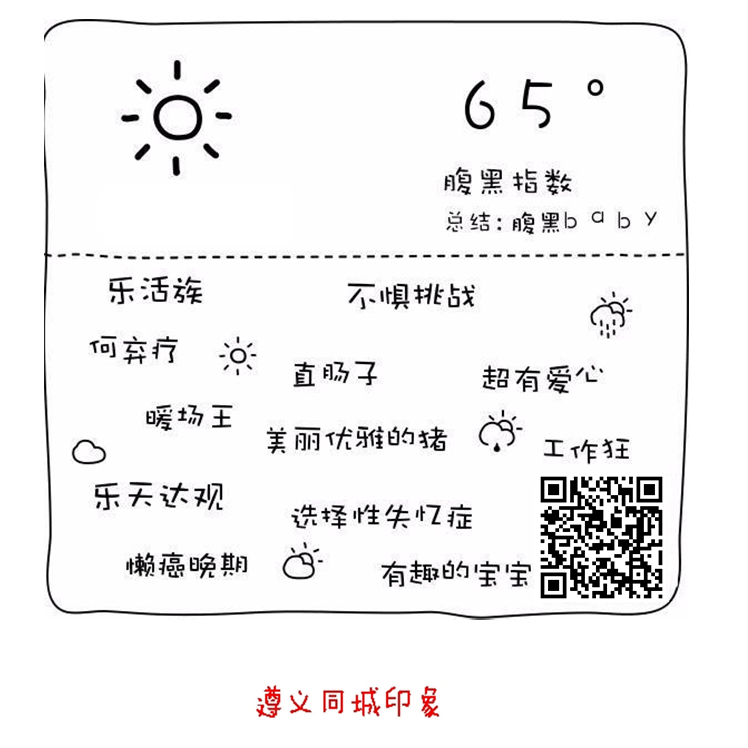 65°
腹黑指数
总结：腹黑baby
乐活族
不惧挑战
何弃疗
直肠子
超有爱心
暖场王
美丽优雅的猪
工作狂
乐天达观
选择性失忆症
懒癌晚期
有趣的宝宝
遵义同城印象